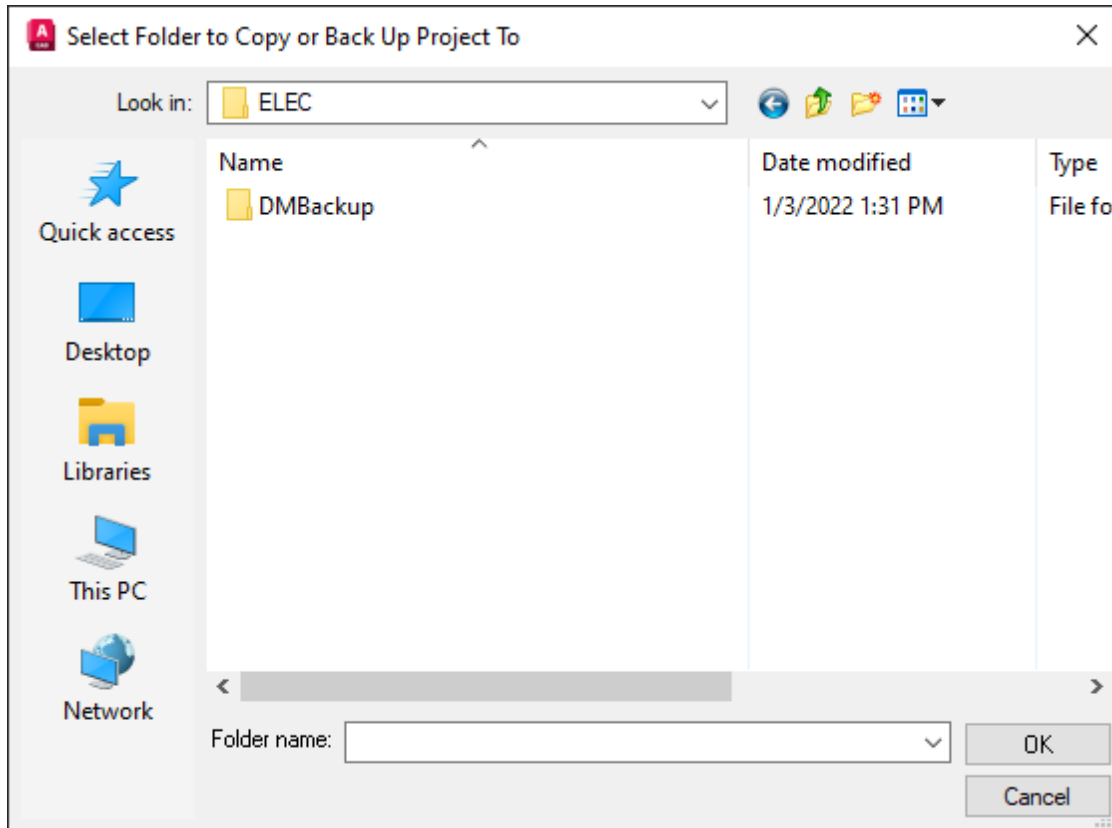 Select Folder to Copy or Back Up Project To
Look in: ELEC
Name Date modified Type
DMBackup 1/3/2022 1:31 PM File fo
Quick access
Desktop
Libraries
This PC
Network
Folder name:
OK
Cancel